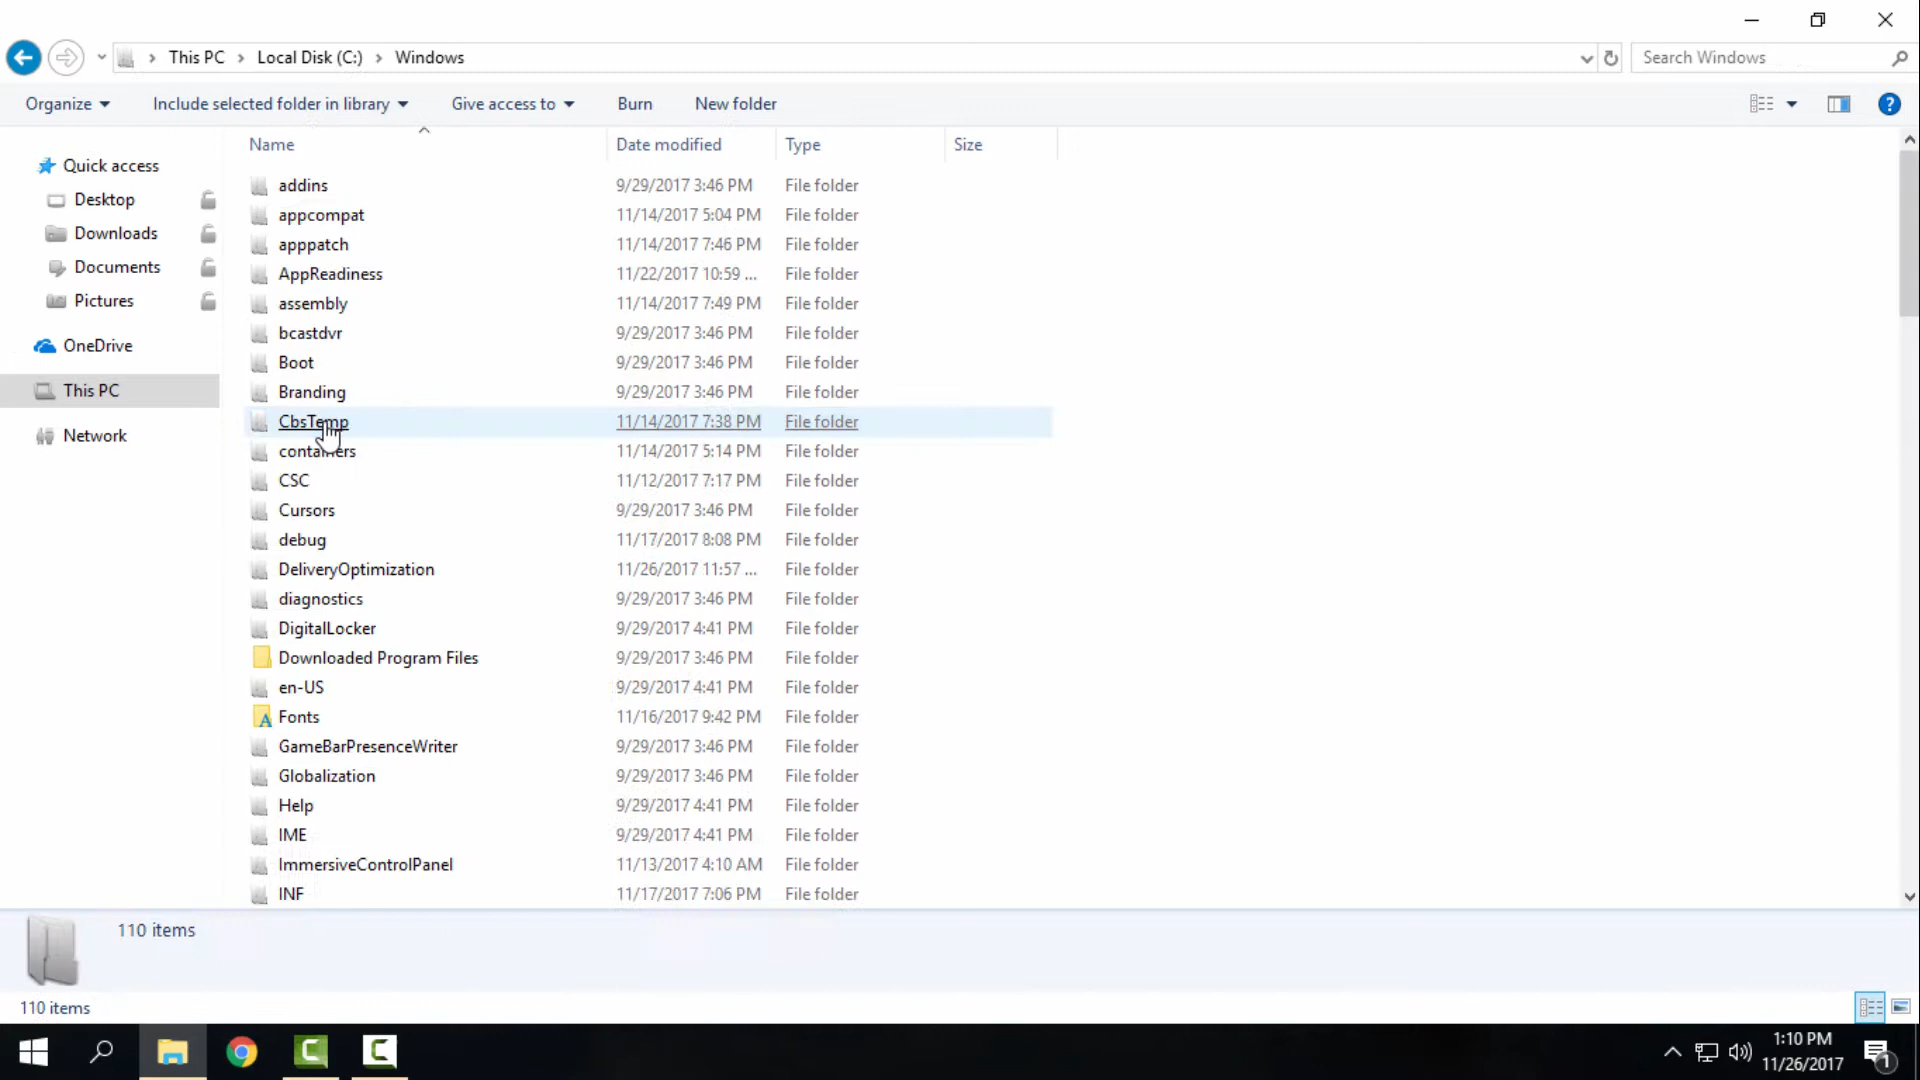 This PC > Local Disk (C:) > Windows
Search Windows
Organize Include selected folder in library Give access to Burn New folder
Name Date modified Type Size
Quick access
Desktop
Downloads
Documents
Pictures
OneDrive
This PC
Network
addins 9/29/2017 3:46 PM File folder
appcompat 11/14/2017 5:04 PM File folder
apppatch 11/14/2017 7:46 PM File folder
AppReadiness 11/22/2017 10:59 ... File folder
assembly 11/14/2017 7:49 PM File folder
bcastdvr 9/29/2017 3:46 PM File folder
Boot 9/29/2017 3:46 PM File folder
Branding 9/29/2017 3:46 PM File folder
CbsTemp 11/14/2017 7:38 PM File folder
containers 11/14/2017 5:14 PM File folder
CSC 11/12/2017 7:17 PM File folder
Cursors 9/29/2017 3:46 PM File folder
debug 11/17/2017 8:08 PM File folder
DeliveryOptimization 11/26/2017 11:57 ... File folder
diagnostics 9/29/2017 3:46 PM File folder
DigitalLocker 9/29/2017 4:41 PM File folder
Downloaded Program Files 9/29/2017 3:46 PM File folder
en-US 9/29/2017 4:41 PM File folder
Fonts 11/16/2017 9:42 PM File folder
GameBarPresenceWriter 9/29/2017 3:46 PM File folder
Globalization 9/29/2017 3:46 PM File folder
Help 9/29/2017 4:41 PM File folder
IME 9/29/2017 4:41 PM File folder
ImmersiveControlPanel 11/13/2017 4:10 AM File folder
INF 11/17/2017 7:06 PM File folder
110 items
110 items
1:10 PM
11/26/2017
1